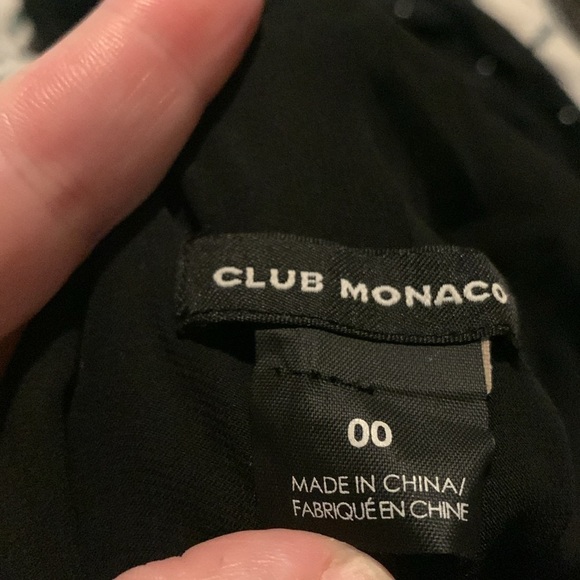 CLUB MONACO
00
MADE IN CHINA/
FABRIQUÉ EN CHINE